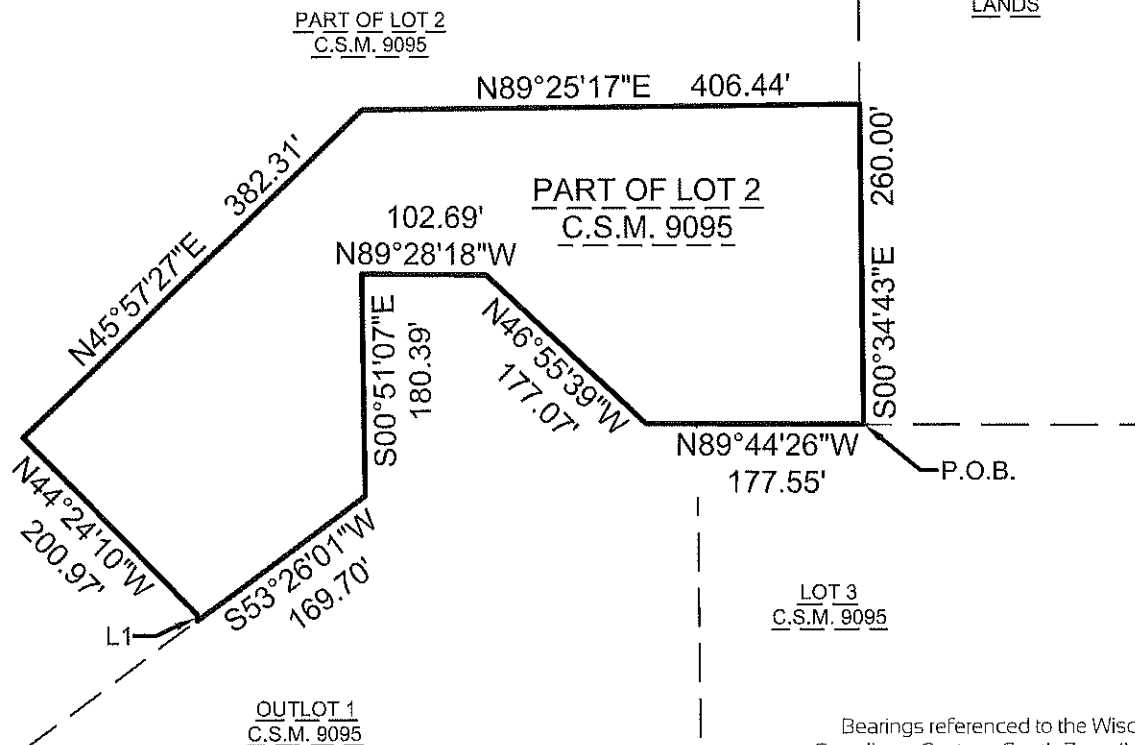 PART OF LOT 2
C.S.M. 9095
LANDS
N89°25'17"E 406.44'
382.31'
N45°57'27"E
260.00'
S00°34'43"E
PART OF LOT 2
C.S.M. 9095
102.69'
N89°28'18"W
S00°51'07"E
180.39'
N46°55'39"W
177.07'
N89°44'26"W
177.55'
P.O.B.
N44°24'10"W
200.97'
S53°26'01"W
169.70'
L1
LOT 3
C.S.M. 9095
OUTLOT 1
C.S.M. 9095
Bearings referenced to the Wisc